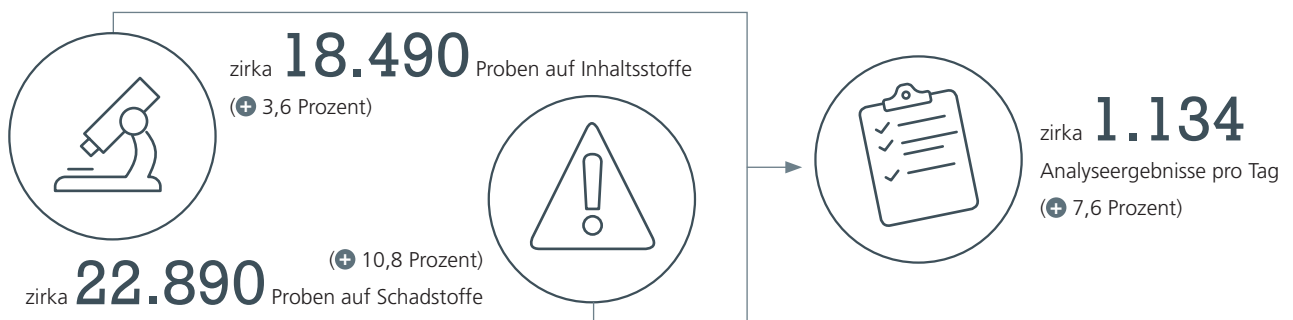 zirka 18.490 Proben auf Inhaltsstoffe
(+ 3,6 Prozent)
(+ 10,8 Prozent)
zirka 22.890 Proben auf Schadstoffe
zirka 1.134
Analyseergebnisse pro Tag
(+ 7,6 Prozent)